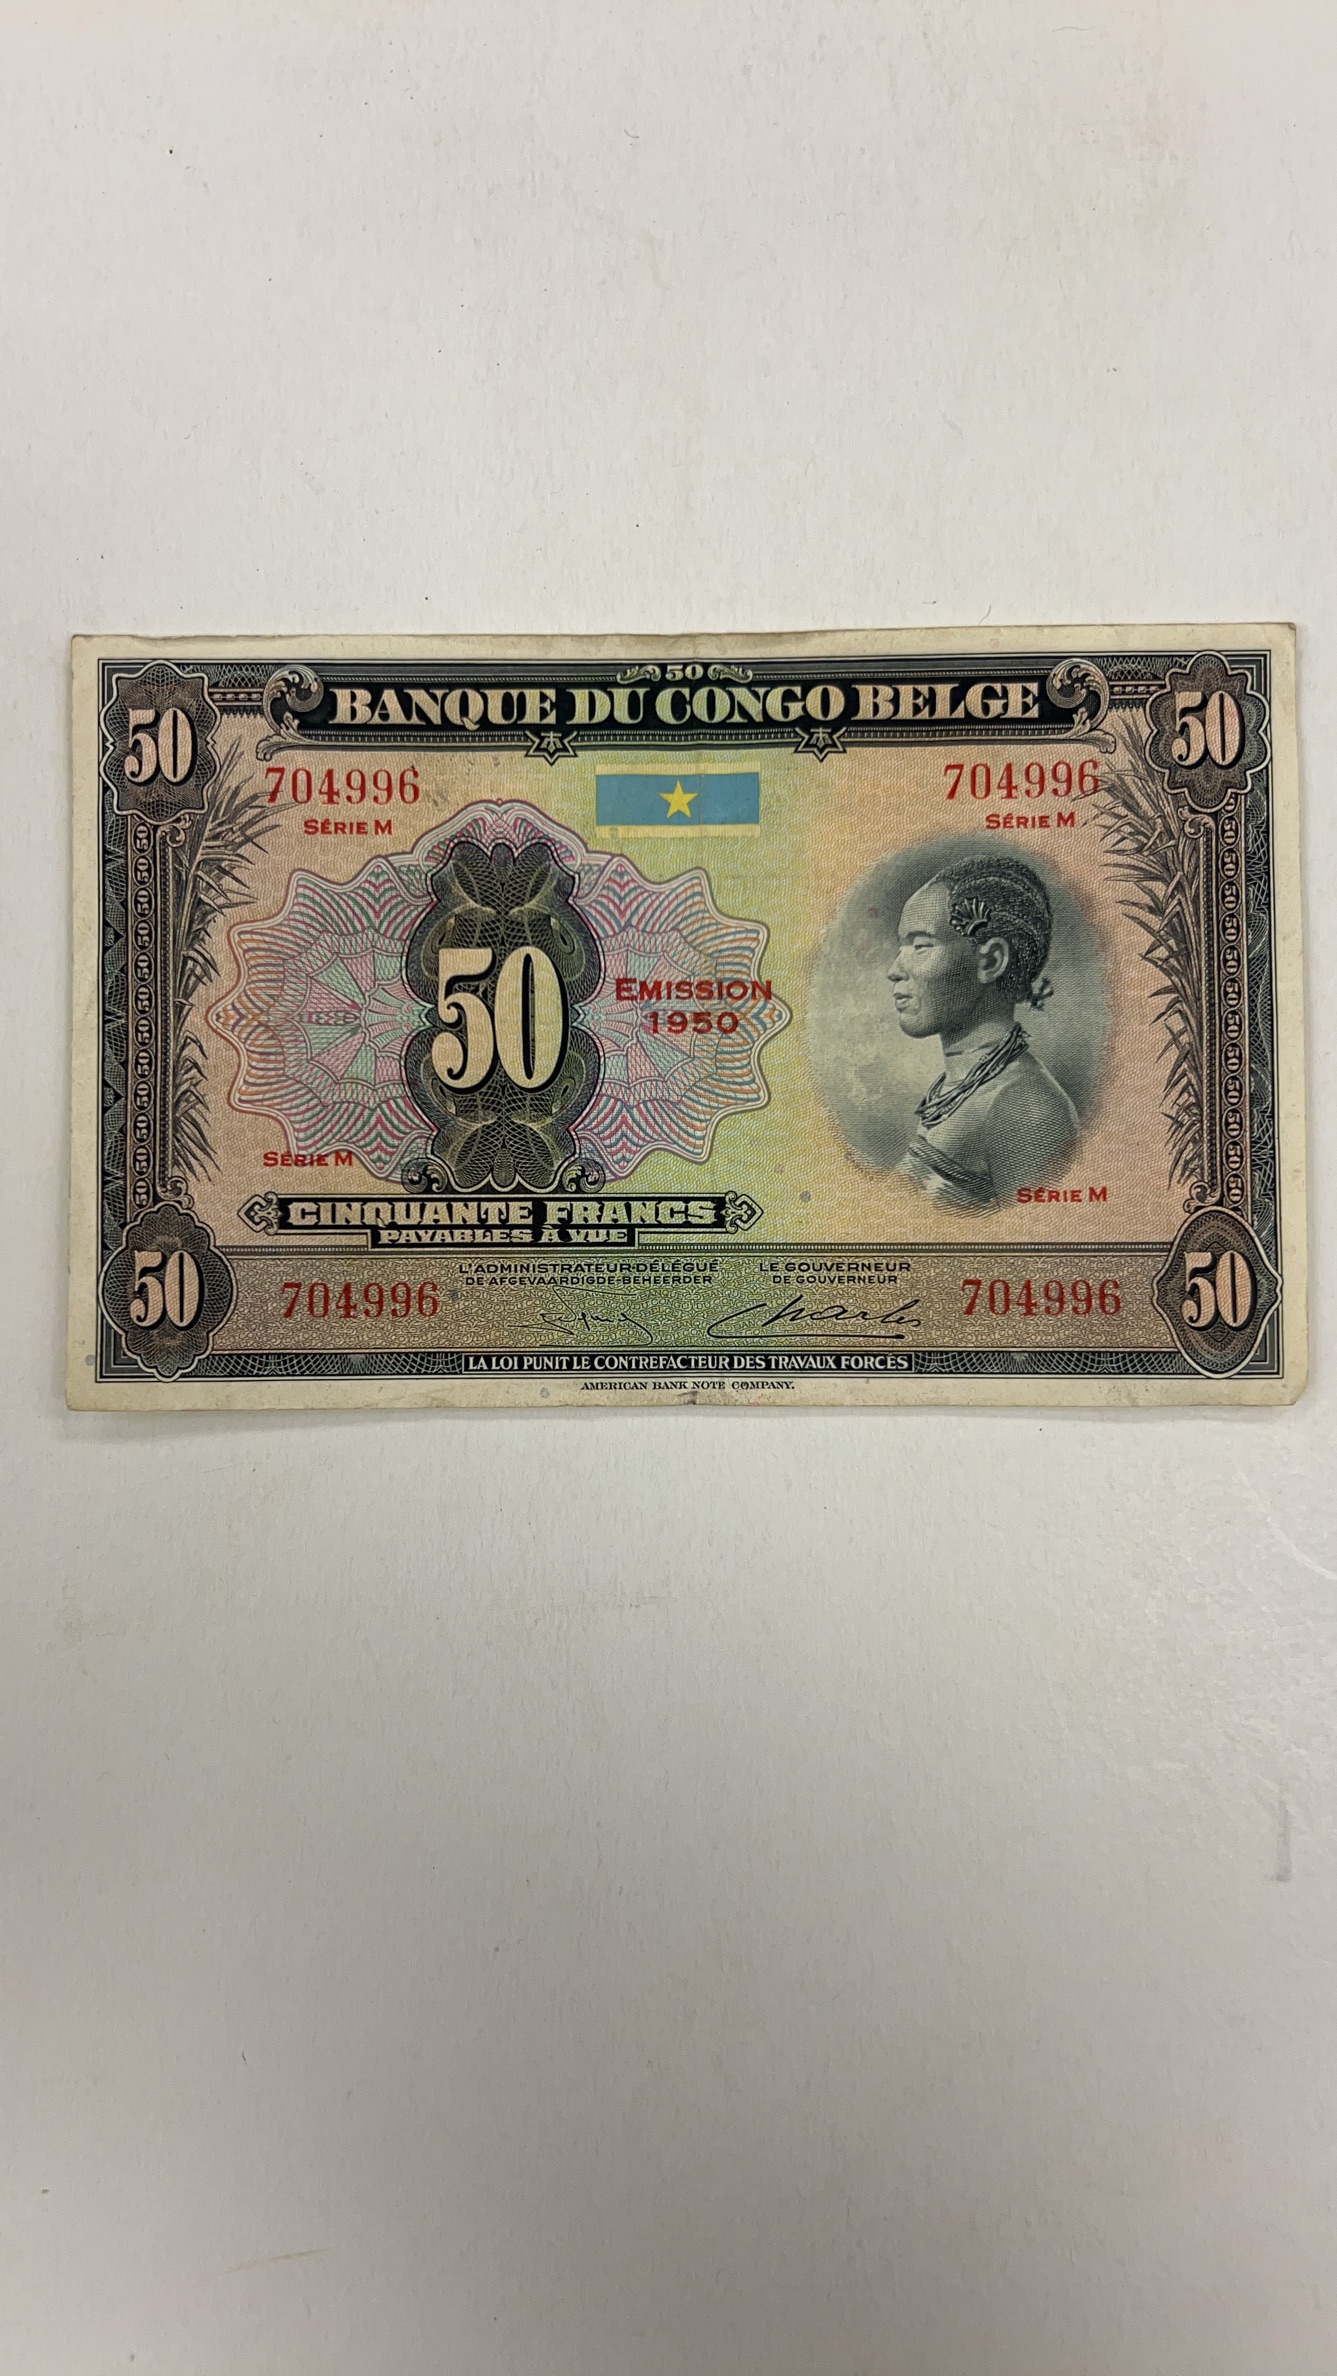 50
BANQUE DU CONGO BELGE
50
50
704996
704996
SÉRIE M
SÉRIE M
50
EMISSION
1950
SÉRIE M
SÉRIE M
CINQUANTE FRANCS
PAYABLES À VUE
L'ADMINISTRATEUR-DÉLÉGUÉ
DE AFGEVAARDIGDE-BEHEERDER
LE GOUVERNEUR
DE GOUVERNEUR
50
50
704996
704996
LA LOI PUNIT LE CONTREFACTEUR DES TRAVAUX FORCÉS
AMERICAN BANK NOTE COMPANY.